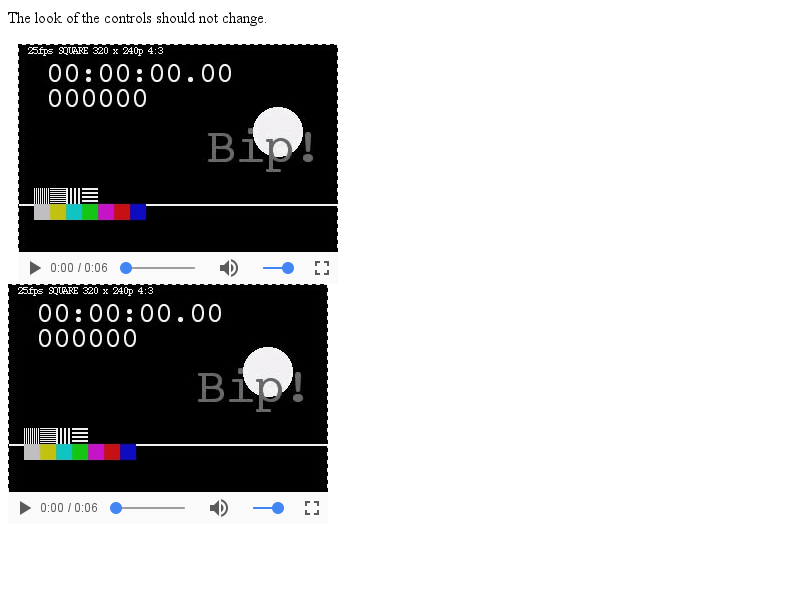 The look of the controls should not change.
25fps SQUARE 320 x 240p 4:3
00:00:00.00
000000
Bip!
0:00 / 0:06
25fps SQUARE 320 x 240p 4:3
00:00:00.00
000000
Bip!
0:00 / 0:06